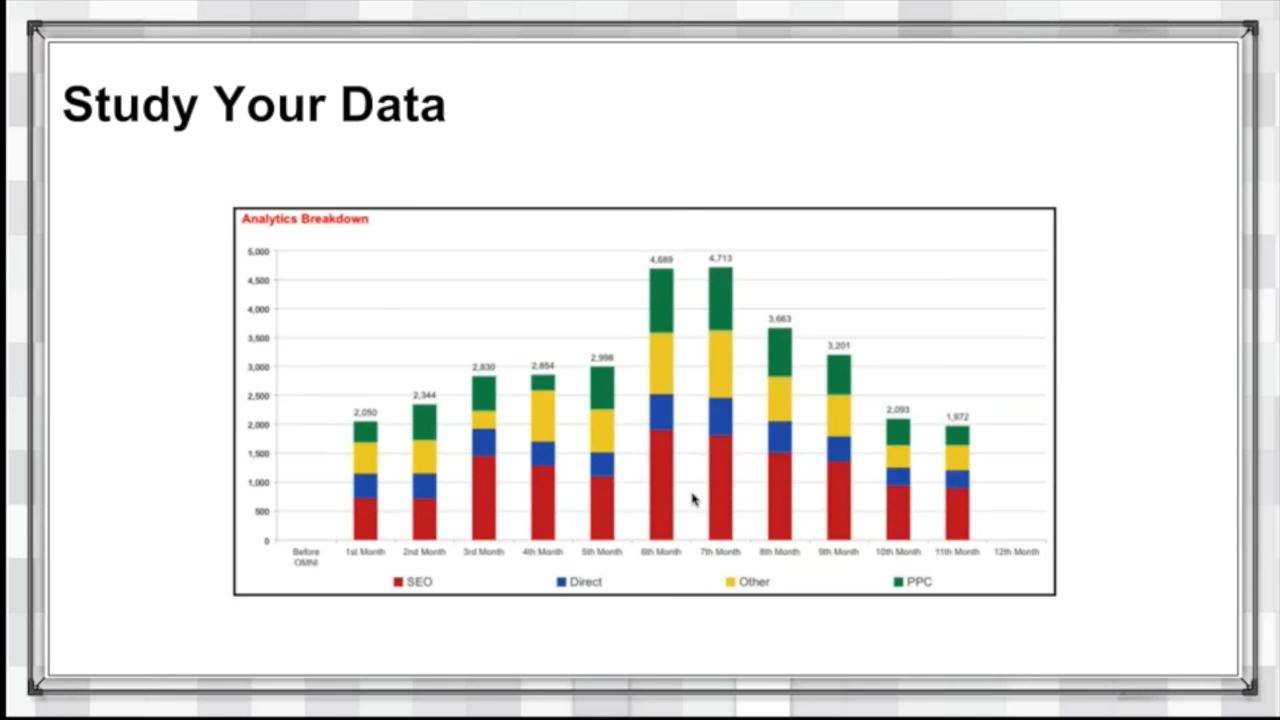 Study Your Data
Analytics Breakdown
5,000
4,500
4,000
3,500
3,000
2,500
2,000
1,500
1,000
500
0
2,050
2,344
2,830
2,854
2,998
4,689
4,713
3,663
3,201
2,093
1,972
Before OMNI
1st Month
2nd Month
3rd Month
4th Month
5th Month
6th Month
7th Month
8th Month
9th Month
10th Month
11th Month
12th Month
SEO
Direct
Other
PPC